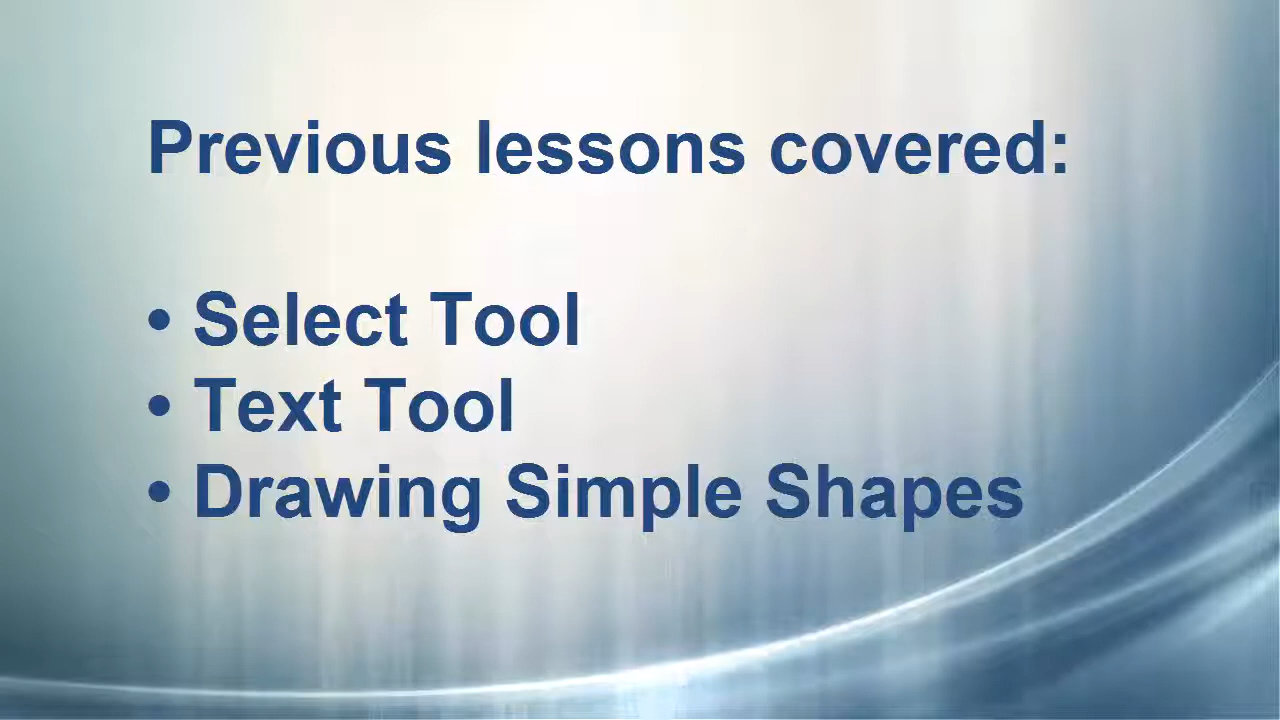 Previous lessons covered:
• Select Tool
• Text Tool
• Drawing Simple Shapes